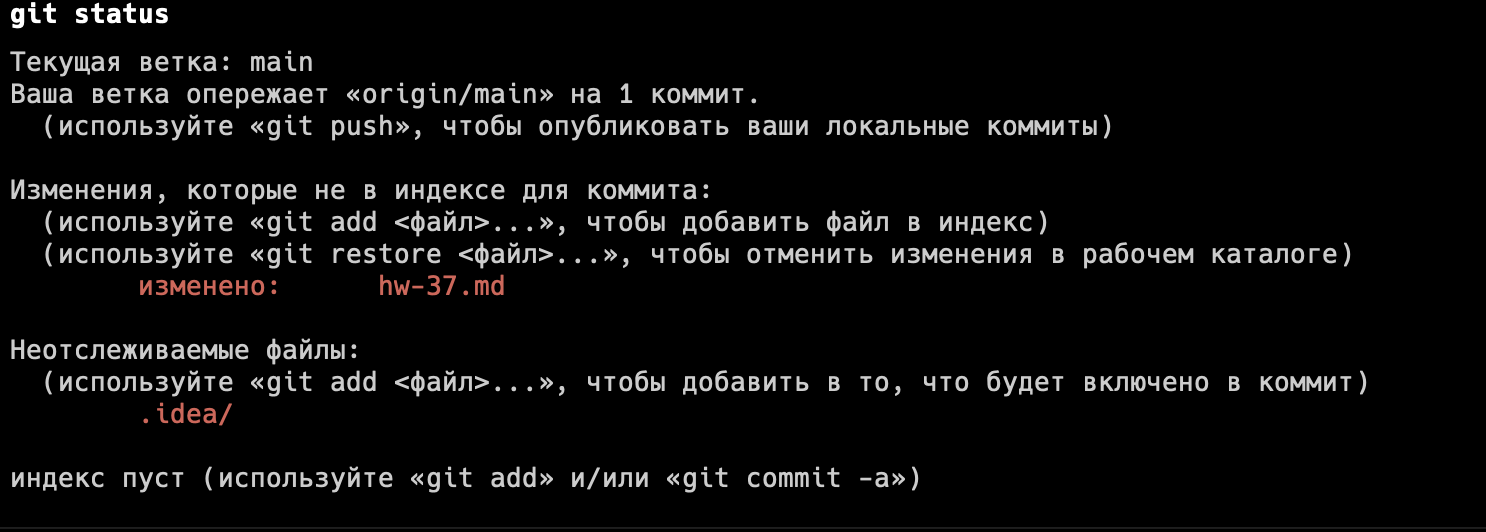 git status
Текущая ветка: main
Ваша ветка опережает «origin/main» на 1 коммит.
(используйте «git push», чтобы опубликовать ваши локальные коммиты)
Изменения, которые не в индексе для коммита:
(используйте «git add <файл>...», чтобы добавить файл в индекс)
(используйте «git restore <файл>...», чтобы отменить изменения в рабочем каталоге)
изменено:      hw-37.md
Неотслеживаемые файлы:
(используйте «git add <файл>...», чтобы добавить в то, что будет включено в коммит)
.idea/
индекс пуст (используйте «git add» и/или «git commit -a»)